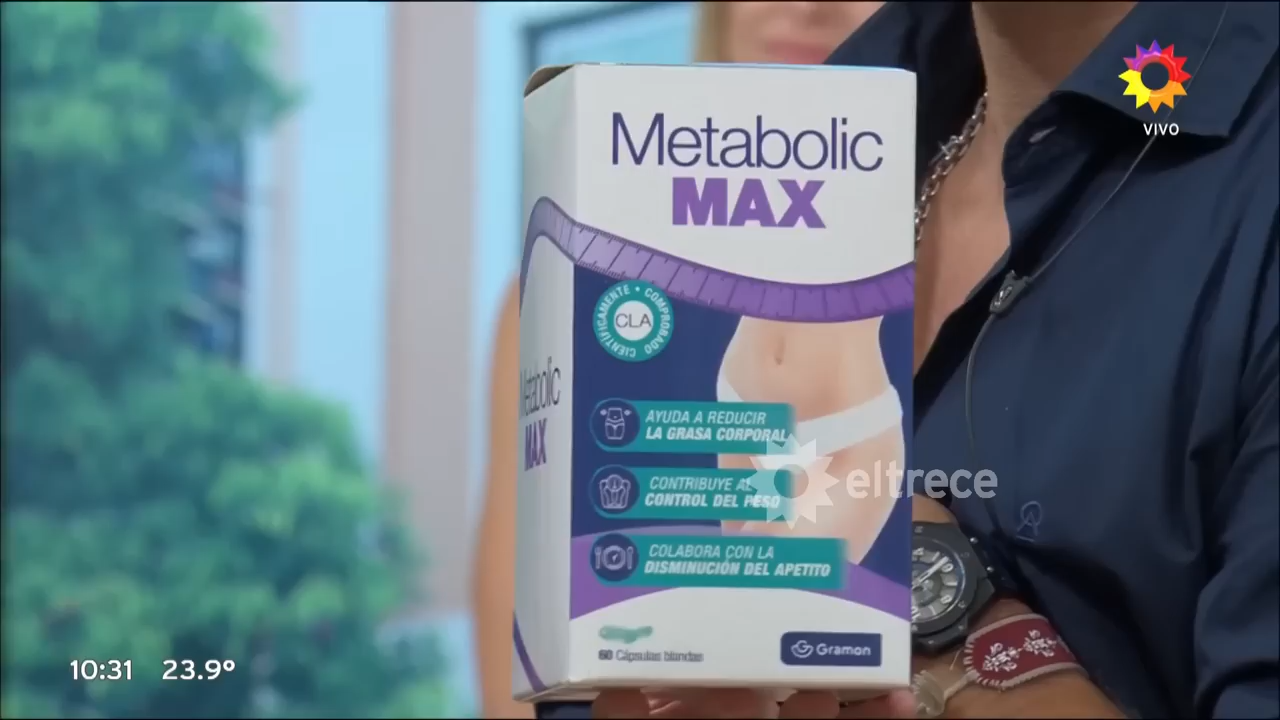 VIVO
Metabolic
MAX
CIENTÍFICAMENTE • COMPROBADO
CLA
Metabolic
MAX
AYUDA A REDUCIR
LA GRASA CORPORAL
CONTRIBUYE AL
CONTROL DEL PESO
COLABORA CON LA
DISMINUCIÓN DEL APETITO
60 Cápsulas blandas
Gramon
eltrece
10:31 23.9°